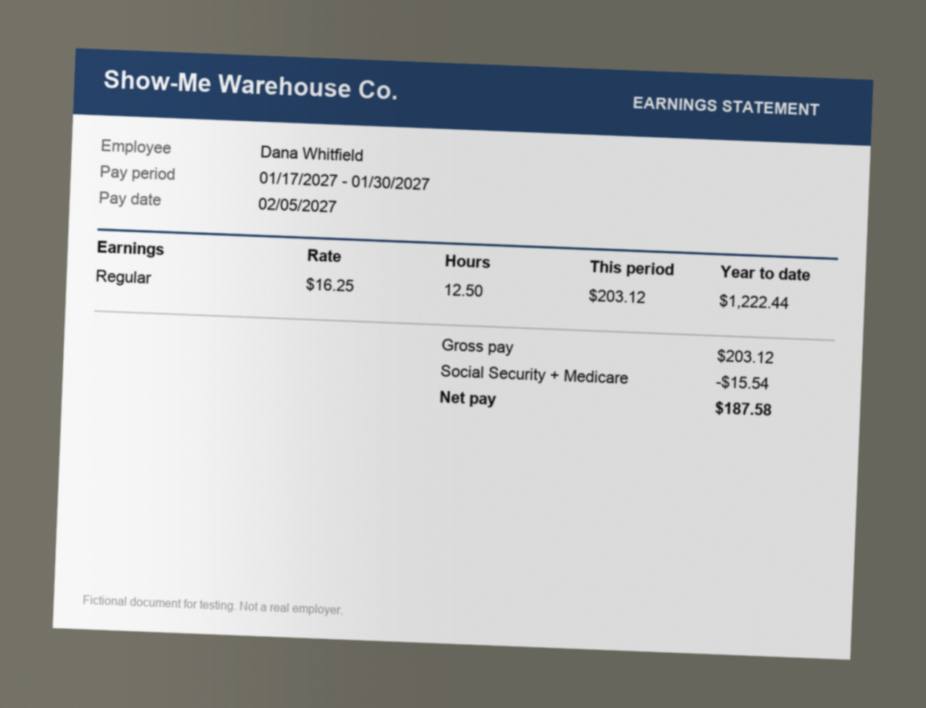 Show-Me Warehouse Co.
EARNINGS STATEMENT
Employee Dana Whitfield
Pay period 01/17/2027 - 01/30/2027
Pay date 02/05/2027
Earnings Rate Hours This period Year to date
Regular $16.25 12.50 $203.12 $1,222.44
Gross pay $203.12
Social Security + Medicare -$15.54
Net pay $187.58
Fictional document for testing. Not a real employer.